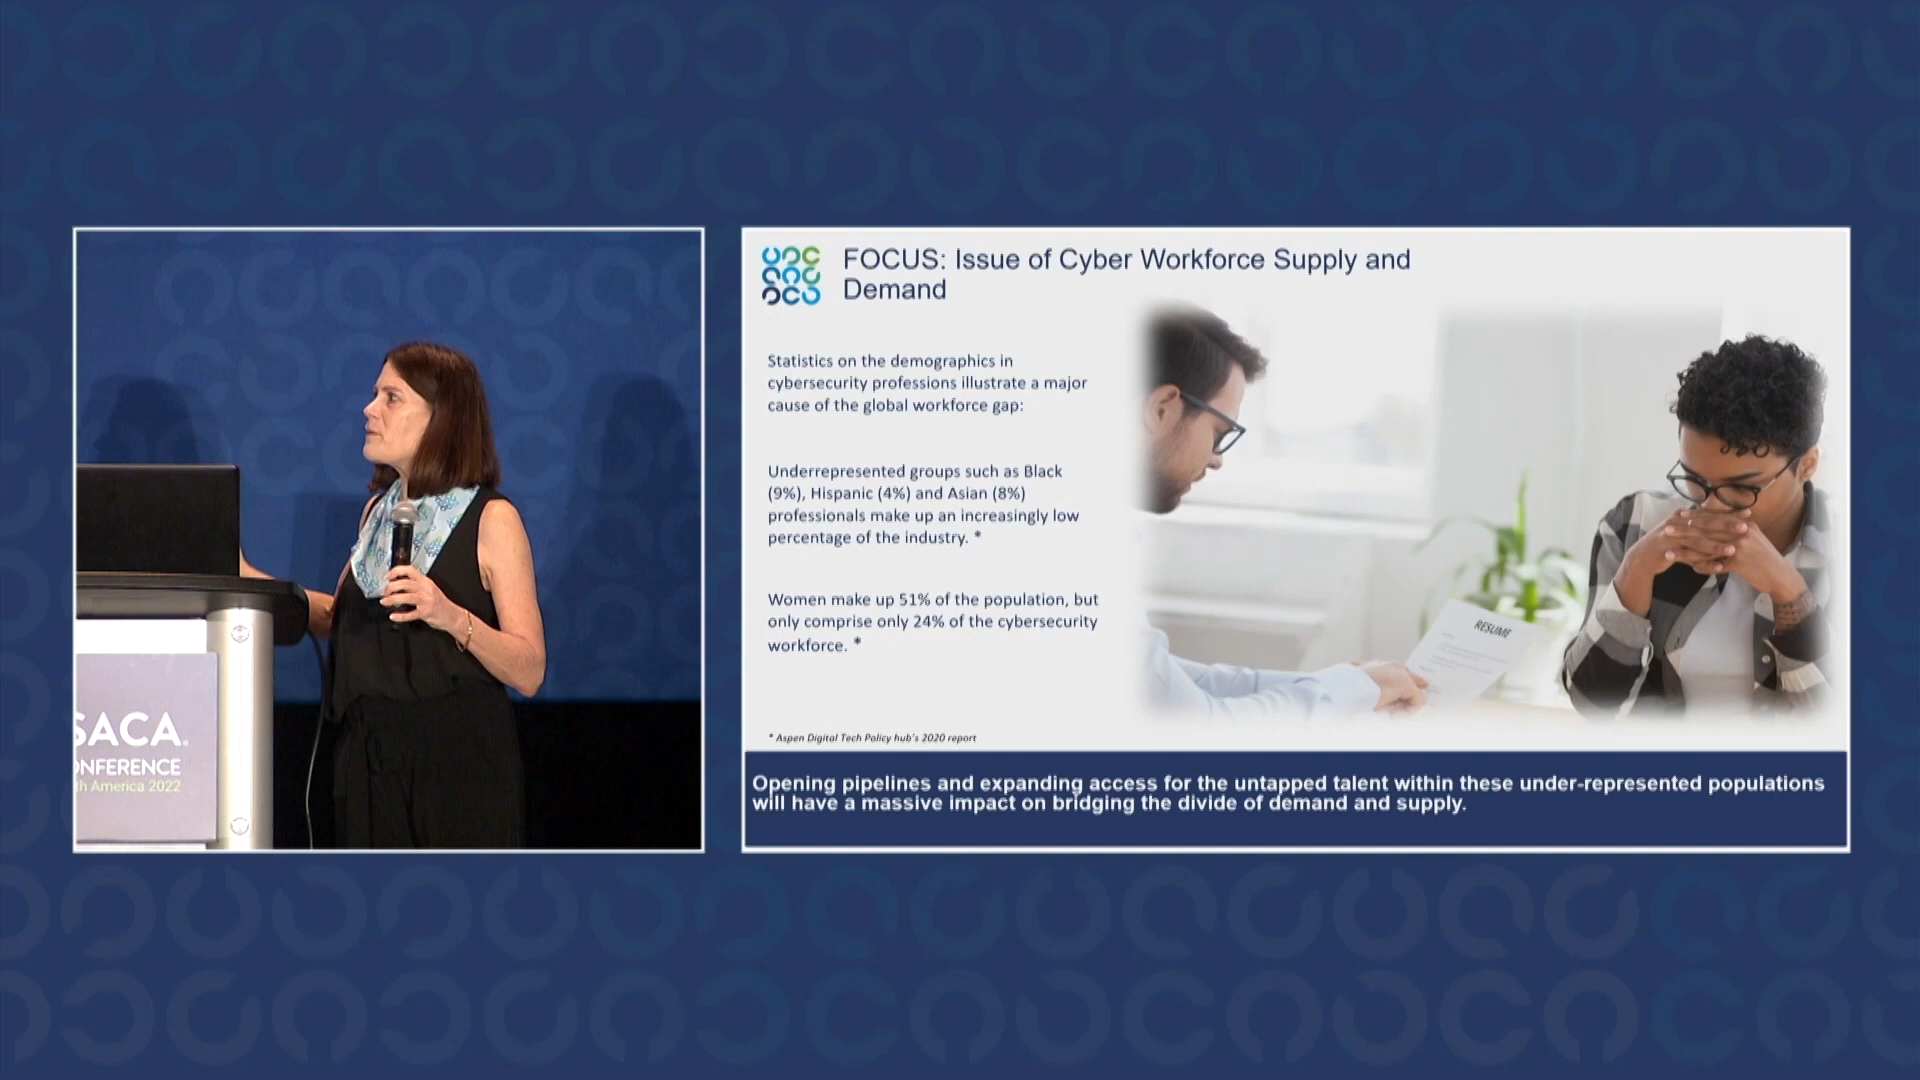 SACA.
NFERENCE
th America 2022
FOCUS: Issue of Cyber Workforce Supply and
Demand
Statistics on the demographics in
cybersecurity professions illustrate a major
cause of the global workforce gap:
Underrepresented groups such as Black
(9%), Hispanic (4%) and Asian (8%)
professionals make up an increasingly low
percentage of the industry. *
Women make up 51% of the population, but
only comprise only 24% of the cybersecurity
workforce. *
RESUME
* Aspen Digital Tech Policy hub's 2020 report
Opening pipelines and expanding access for the untapped talent within these under-represented populations
will have a massive impact on bridging the divide of demand and supply.